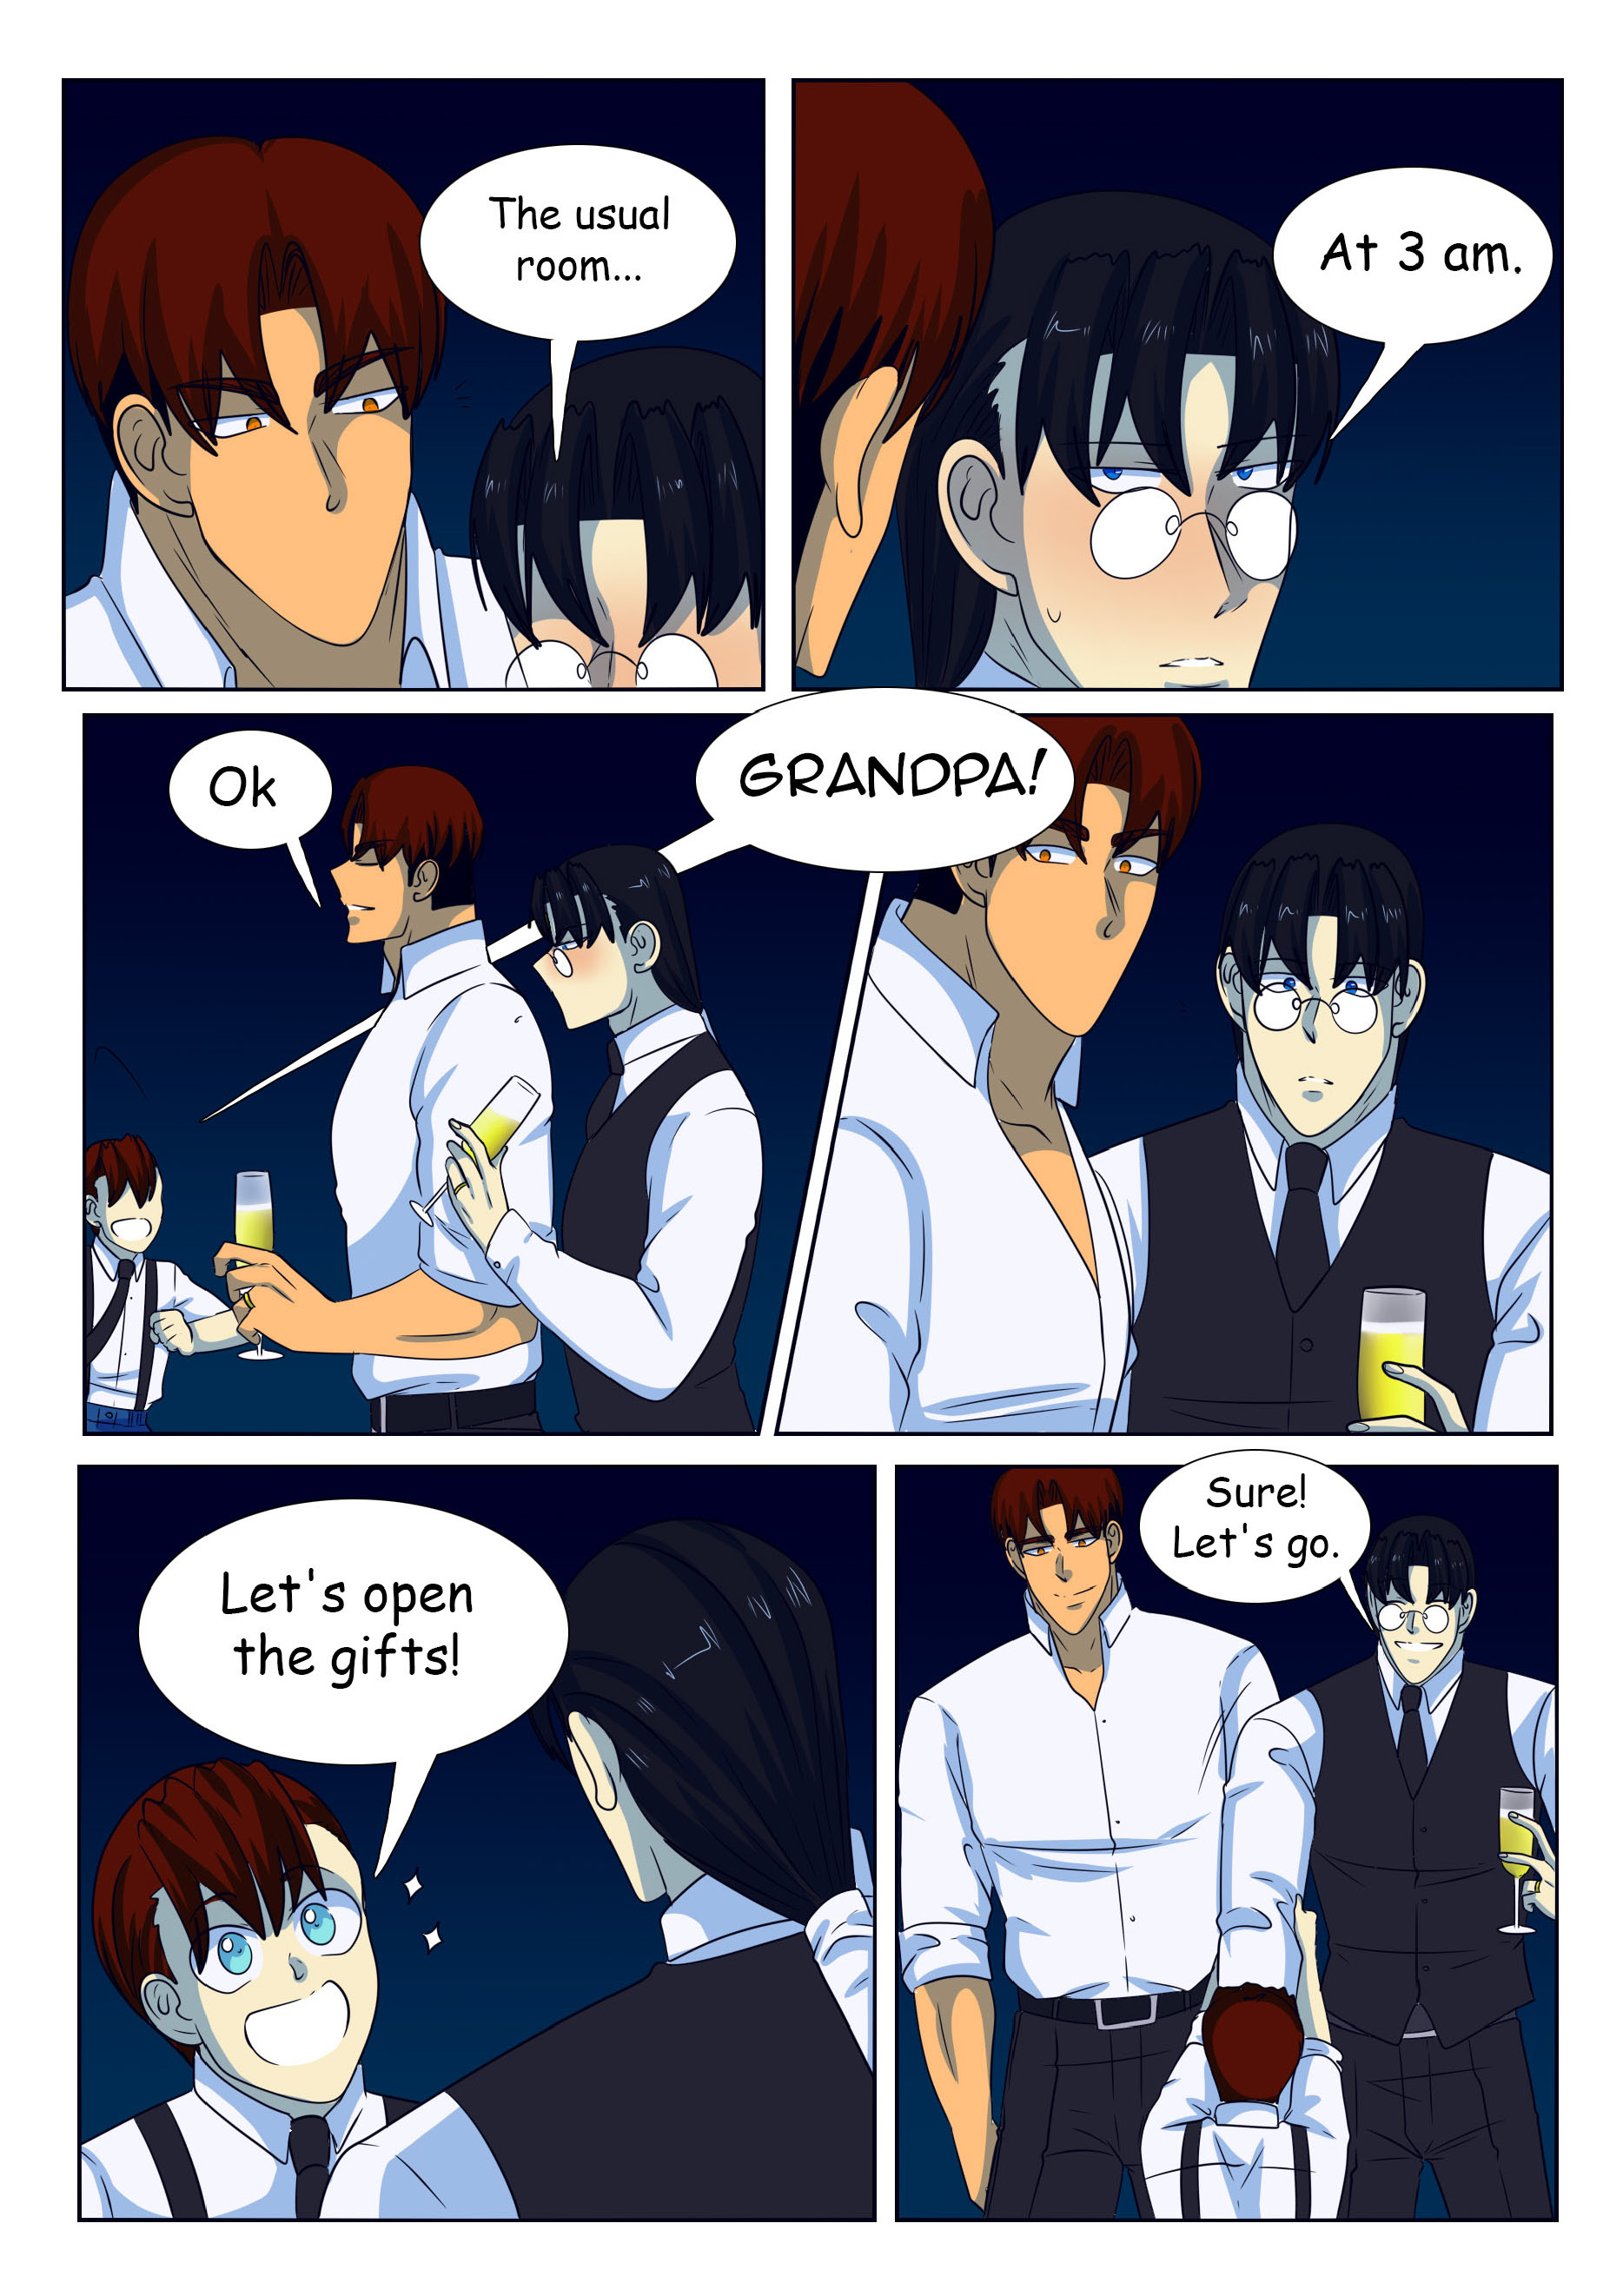 The usual
room...
At 3 am.
Ok
GRANDPA!
Let's open
the gifts!
Sure!
Let's go.